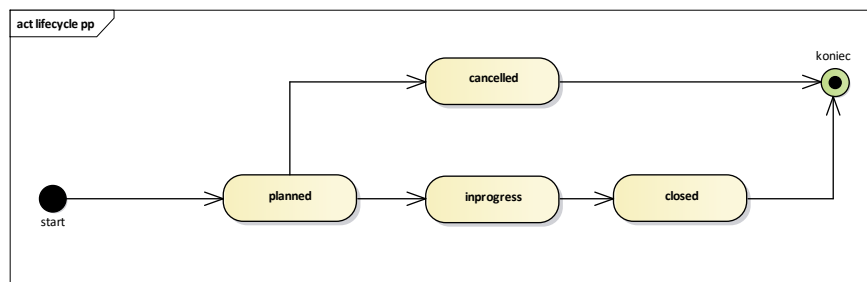 act lifecycle pp
koniec
cancelled
planned
inprogress
closed
start